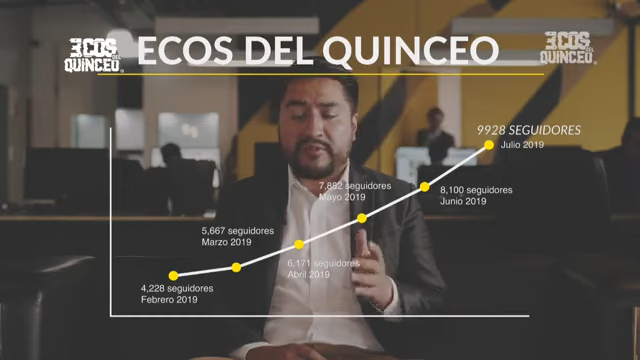 ECOS DEL QUINCEO
ECOS DEL QUINCEO
ECOS DEL QUINCEO
9928 SEGUIDORES
Julio 2019
7,882 seguidores
Mayo 2019
8,100 seguidores
Junio 2019
5,667 seguidores
Marzo 2019
6,171 seguidores
Abril 2019
4,228 seguidores
Febrero 2019